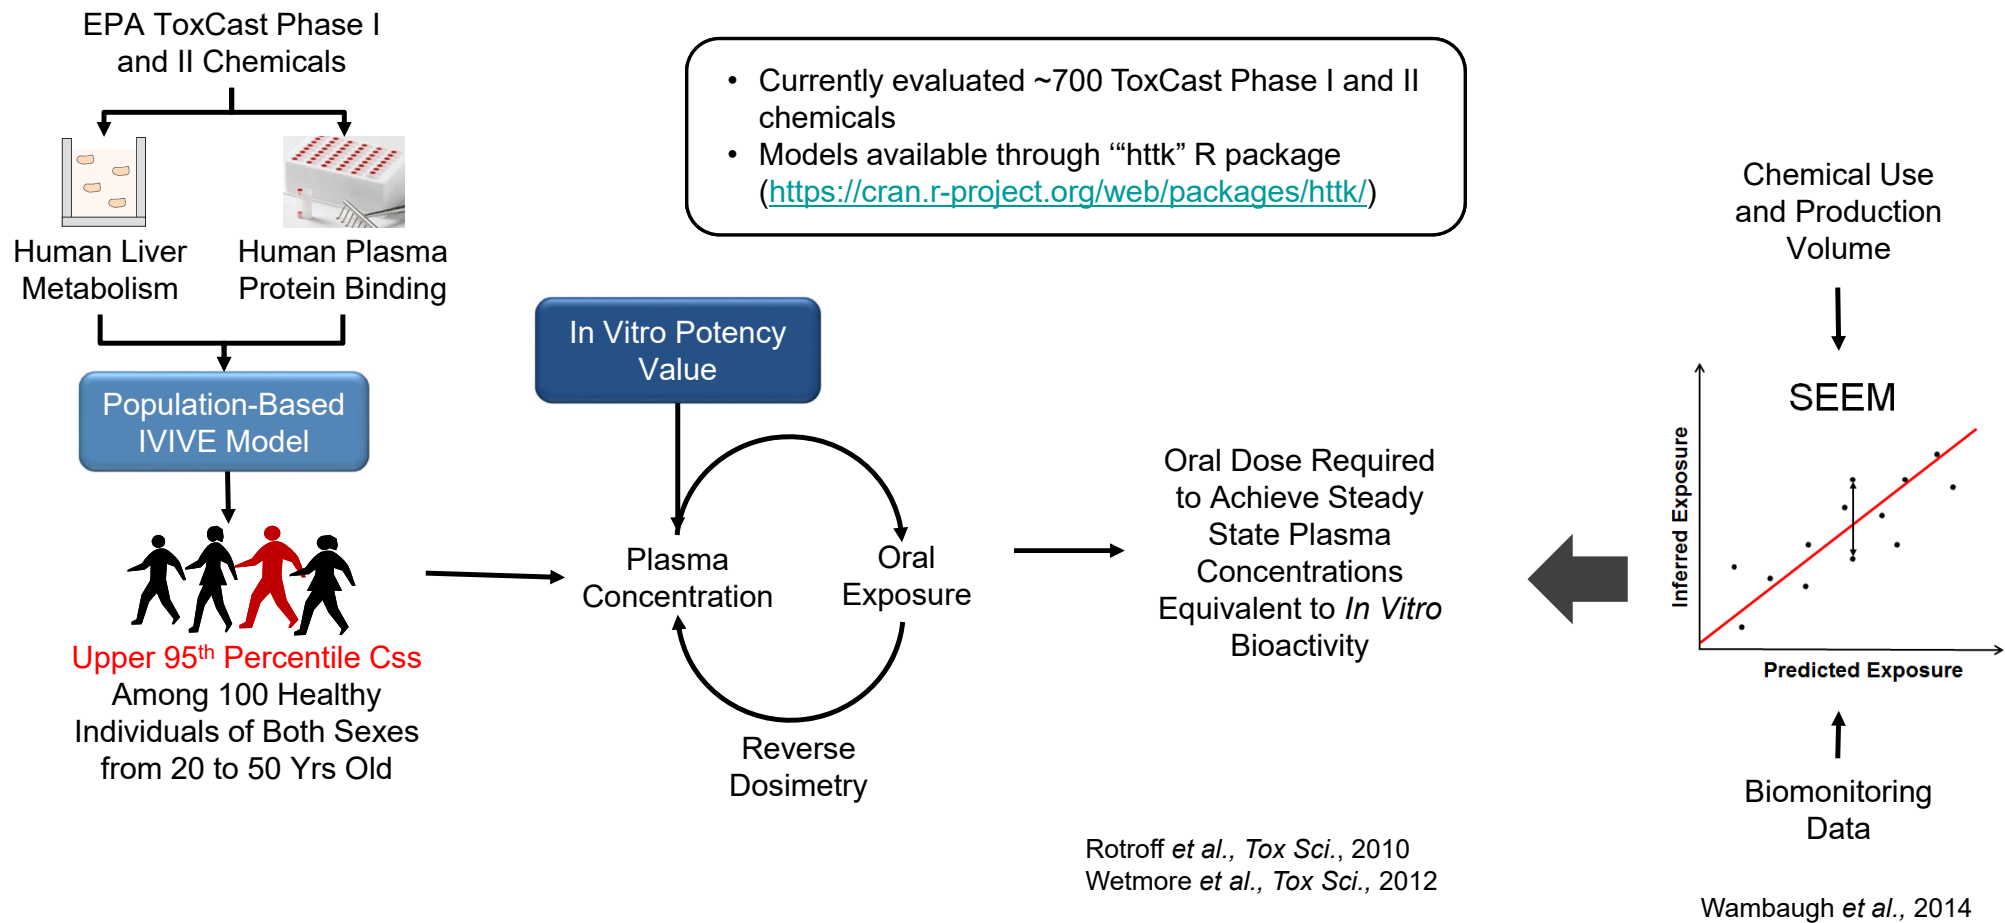 EPA ToxCast Phase I
and II Chemicals
Human Liver
Metabolism
Human Plasma
Protein Binding
Population-Based
IVIVE Model
Upper 95th Percentile Css
Among 100 Healthy
Individuals of Both Sexes
from 20 to 50 Yrs Old
• Currently evaluated ~700 ToxCast Phase I and II
chemicals
• Models available through ‘“httk” R package
(https://cran.r-project.org/web/packages/httk/)
In Vitro Potency
Value
Plasma
Concentration
Oral
Exposure
Reverse
Dosimetry
Oral Dose Required
to Achieve Steady
State Plasma
Concentrations
Equivalent to In Vitro
Bioactivity
Chemical Use
and Production
Volume
SEEM
Inferred Exposure
Predicted Exposure
Biomonitoring
Data
Rotroff et al., Tox Sci., 2010
Wetmore et al., Tox Sci., 2012
Wambaugh et al., 2014